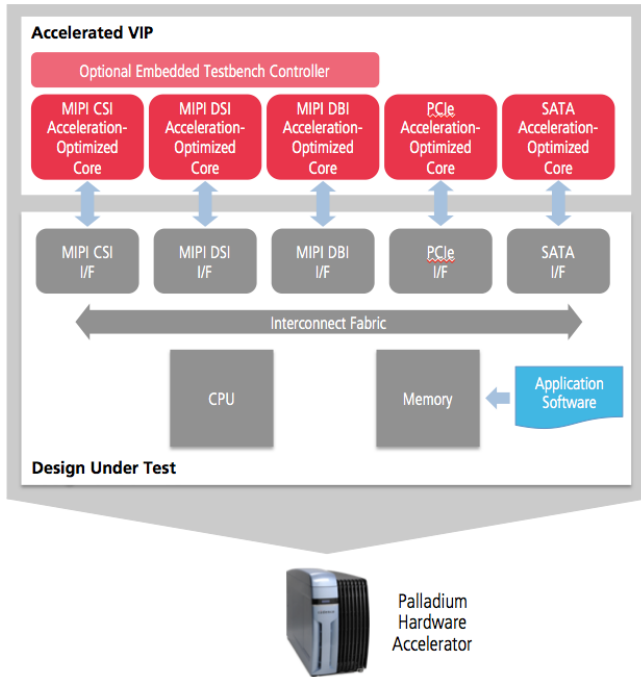 Accelerated VIP
Optional Embedded Testbench Controller
MIPI CSI
Acceleration-
Optimized
Core
MIPI DSI
Acceleration-
Optimized
Core
MIPI DBI
Acceleration-
Optimized
Core
PCIe
Acceleration-
Optimized
Core
SATA
Acceleration-
Optimized
Core
MIPI CSI
I/F
MIPI DSI
I/F
MIPI DBI
I/F
PCIe
I/F
SATA
I/F
Interconnect Fabric
CPU
Memory
Application
Software
Design Under Test
Palladium
Hardware
Accelerator